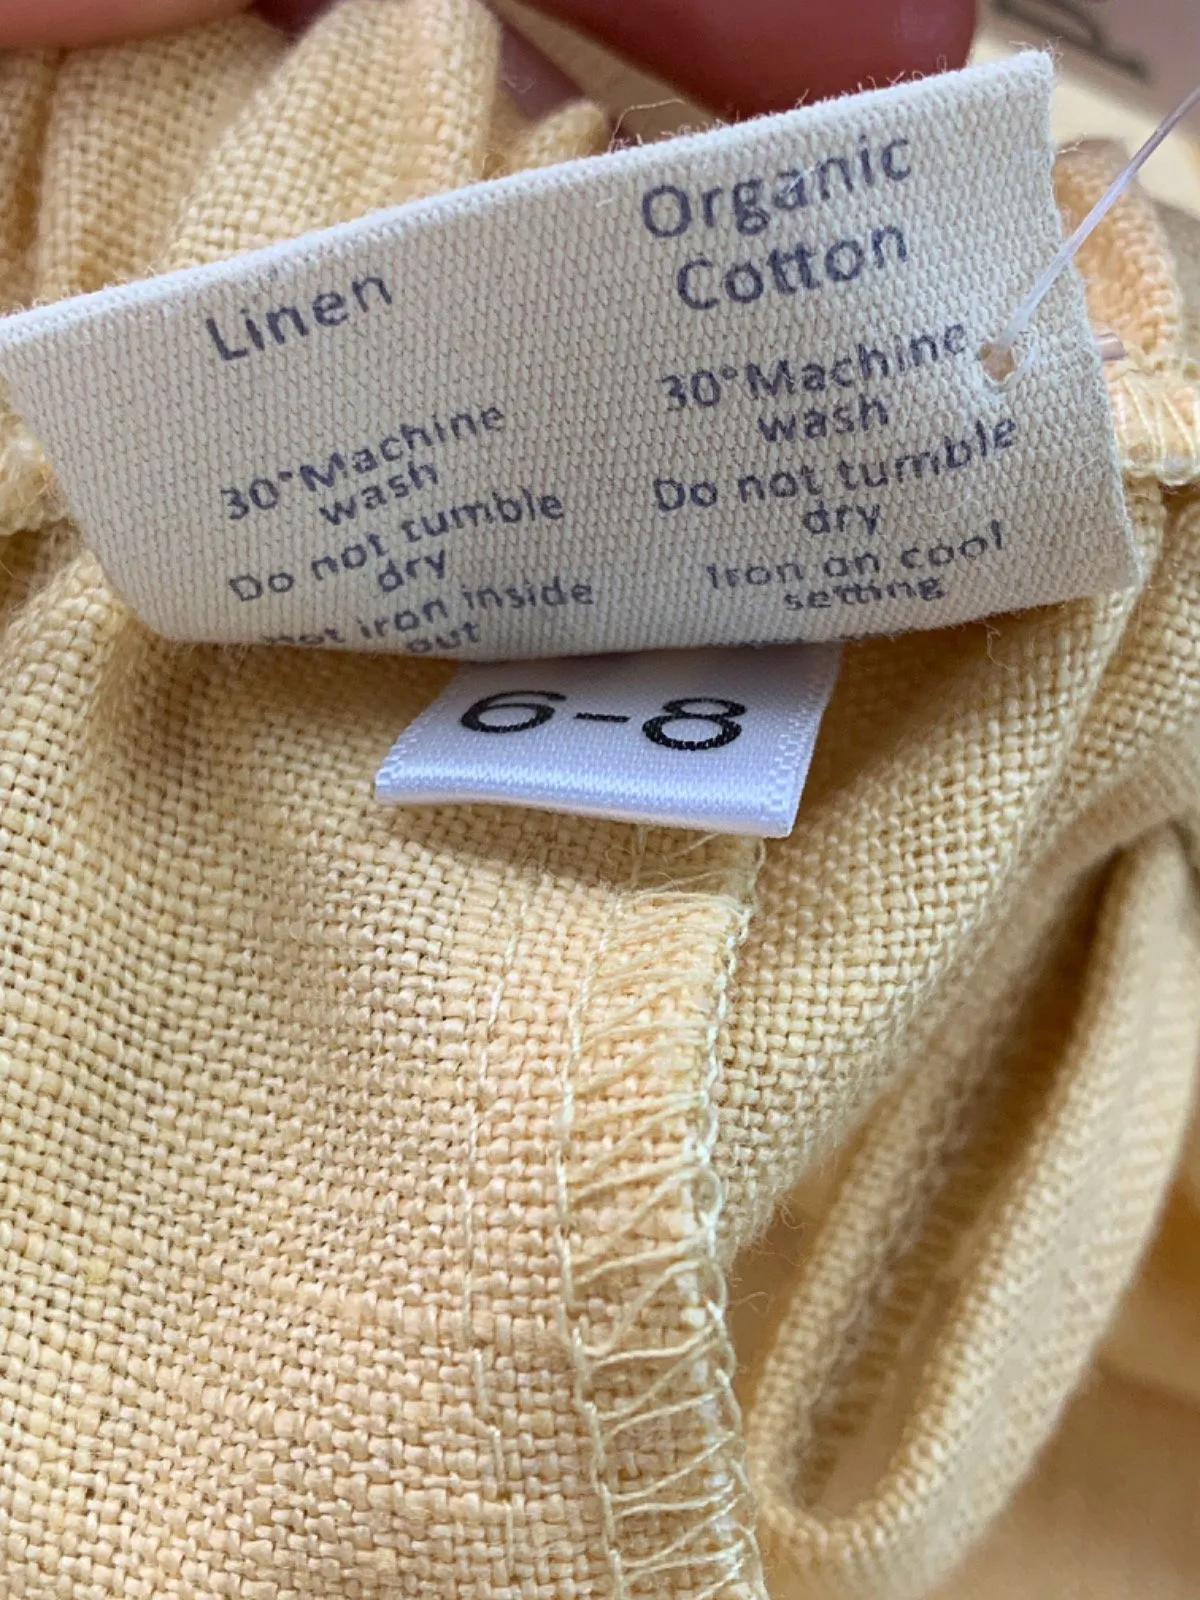 Linen
30°Machine
wash
Do not tumble
dry
Hot iron inside
out
Organic
Cotton
30°Machine
wash
Do not tumble
dry
Iron on cool
setting
6-8